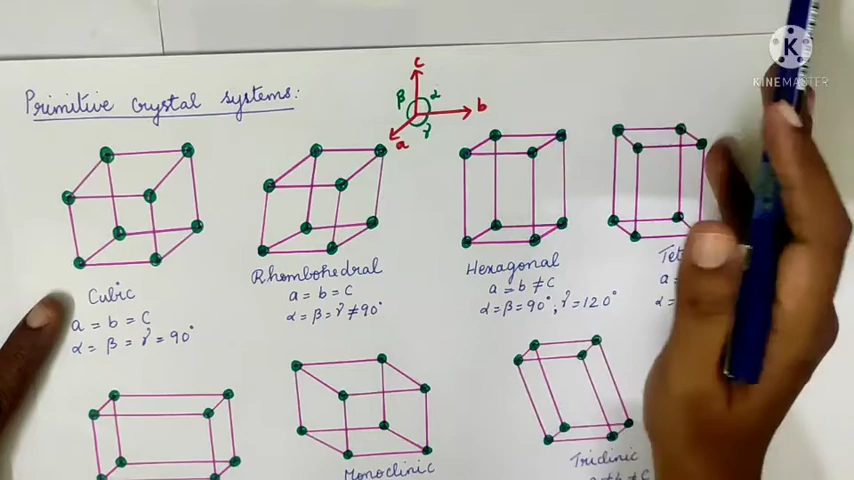 Primitive crystal systems:
c
β α
b
a γ
Cubic
a = b = c
α = β = γ = 90°
Rhombohedral
a = b = c
α = β = γ ≠ 90°
Hexagonal
a = b ≠ c
α = β = 90°, γ = 120°
Monoclinic
Triclinic
K
KINEMASTER